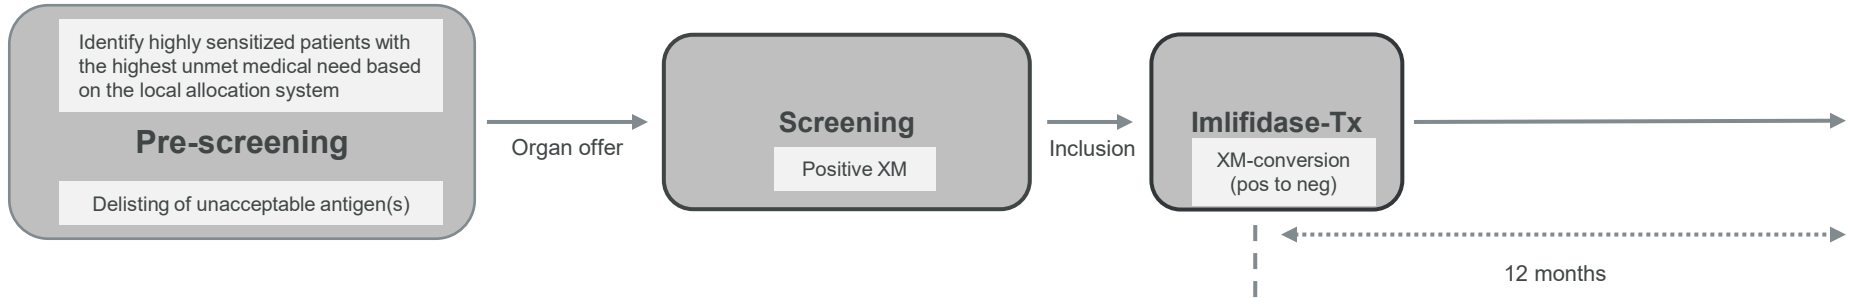 Identify highly sensitized patients with
the highest unmet medical need based
on the local allocation system
Pre-screening
Delisting of unacceptable antigen(s)
Organ offer
Screening
Positive XM
Inclusion
Imlifidase-Tx
XM-conversion
(pos to neg)
12 months